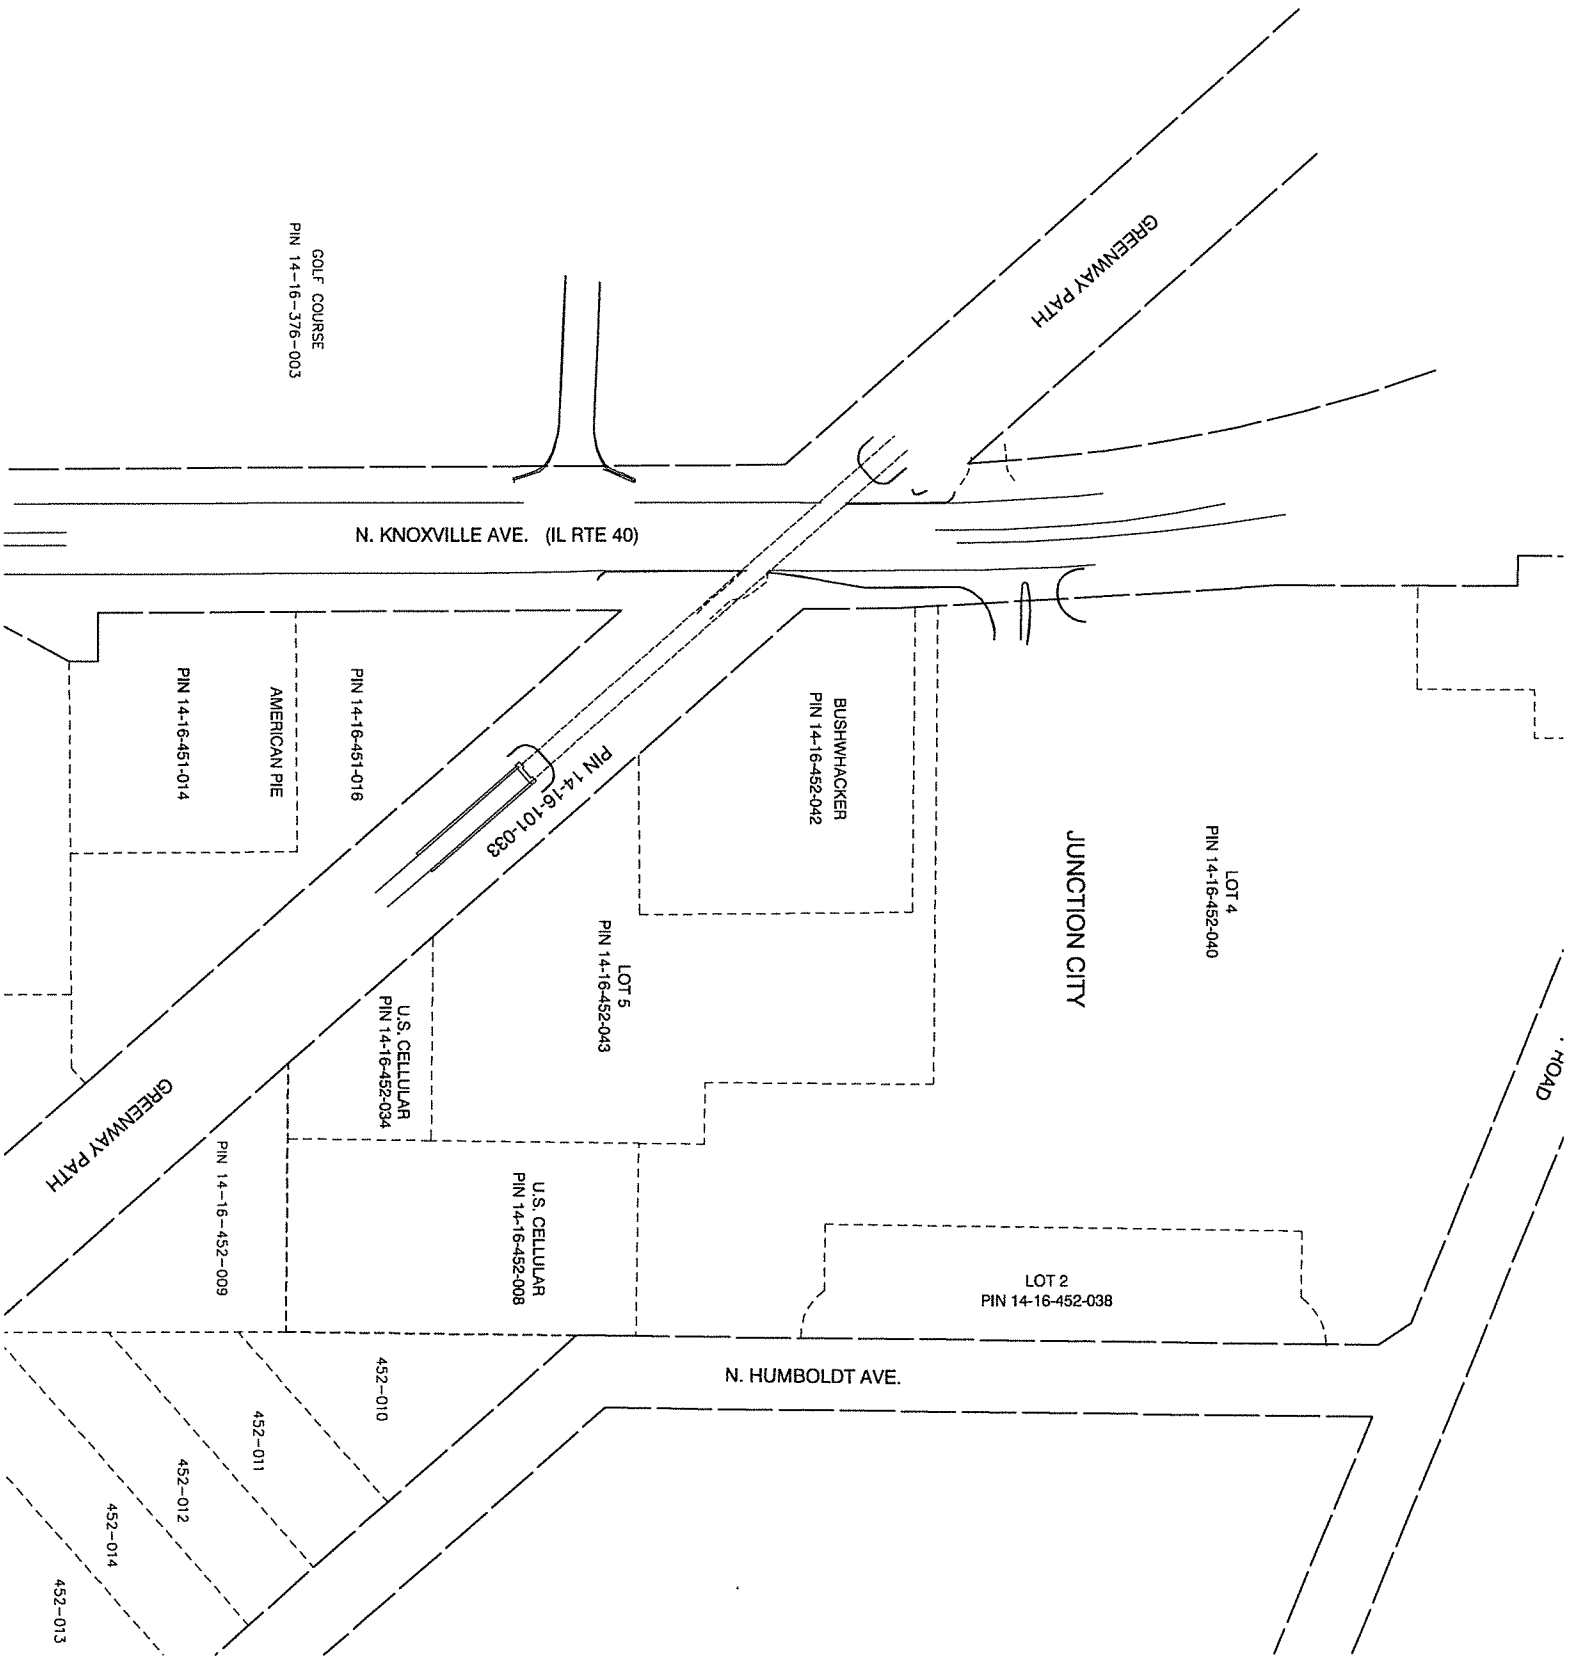 GREENWAY PATH
GOLF COURSE
PIN 14-16-376-003
N. KNOXVILLE AVE. (IL RTE 40)
PIN 14-16-451-014
AMERICAN PIE
PIN 14-16-451-016
PIN 14-16-101-033
BUSHWHACKER
PIN 14-16-452-042
JUNCTION CITY
LOT 4
PIN 14-16-452-040
LOT 5
PIN 14-16-452-043
U.S. CELLULAR
PIN 14-16-452-034
ROAD
GREENWAY PATH
PIN 14-16-452-009
U.S. CELLULAR
PIN 14-16-452-008
LOT 2
PIN 14-16-452-038
N. HUMBOLDT AVE.
452-010
452-011
452-012
452-014
452-013